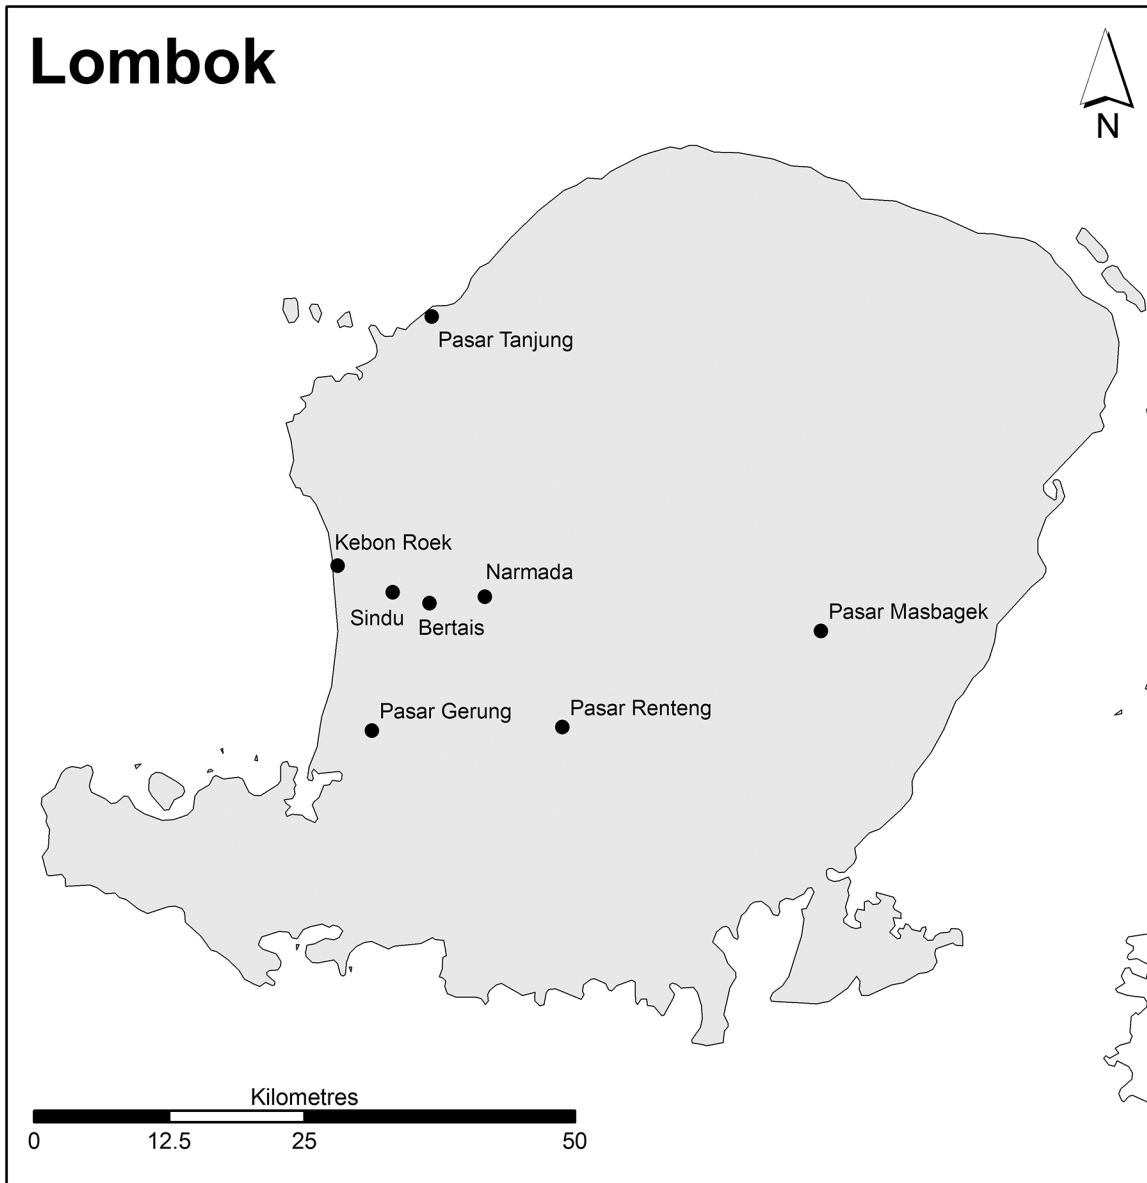 Lombok
N
Pasar Tanjung
Kebon Roek
Narmada
Sindu
Bertais
Pasar Masbagek
Pasar Gerung
Pasar Renteng
Kilometres
0 12.5 25 50